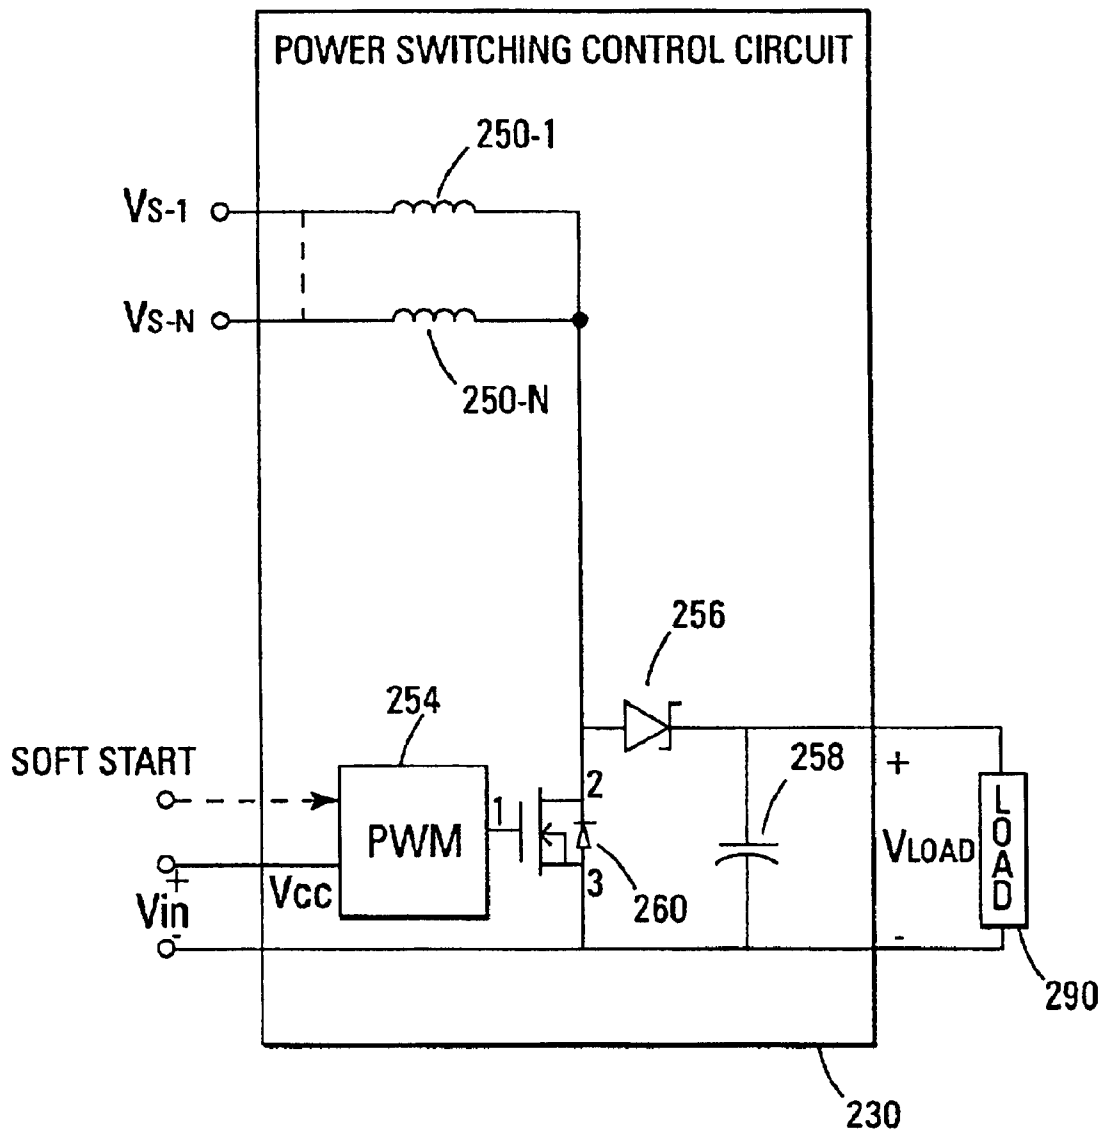 POWER SWITCHING CONTROL CIRCUIT
250-1
VS-1
VS-N
250-N
256
254
SOFT START
258
+
1
2
PWM
VLOAD
LOAD
3
+
Vcc
Vin
260
-
-
290
230